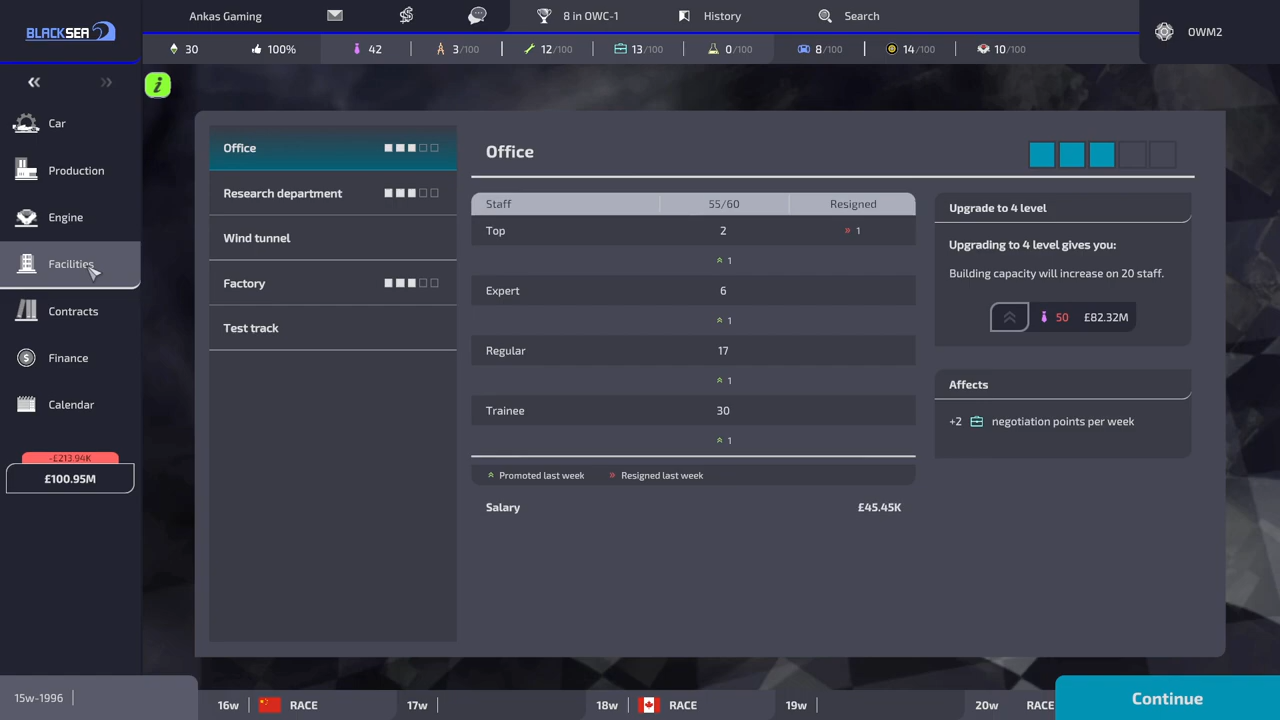 BLACKSEA
Ankas Gaming
8 in OWC-1
History
Search
OWM2
30
100%
42
3/100
12/100
13/100
0/100
8/100
14/100
10/100
Car
Production
Engine
Facilities
Contracts
Finance
Calendar
-£213.94K
£100.95M
Office
Research department
Wind tunnel
Factory
Test track
Office
Staff 55/60 Resigned
Top 2 1
1
Expert 6
1
Regular 17
1
Trainee 30
1
Promoted last week Resigned last week
Salary £45.45K
Upgrade to 4 level
Upgrading to 4 level gives you:
Building capacity will increase on 20 staff.
50 £82.32M
Affects
+2 negotiation points per week
15w-1996
16w RACE
17w
18w RACE
19w
20w RACE
Continue